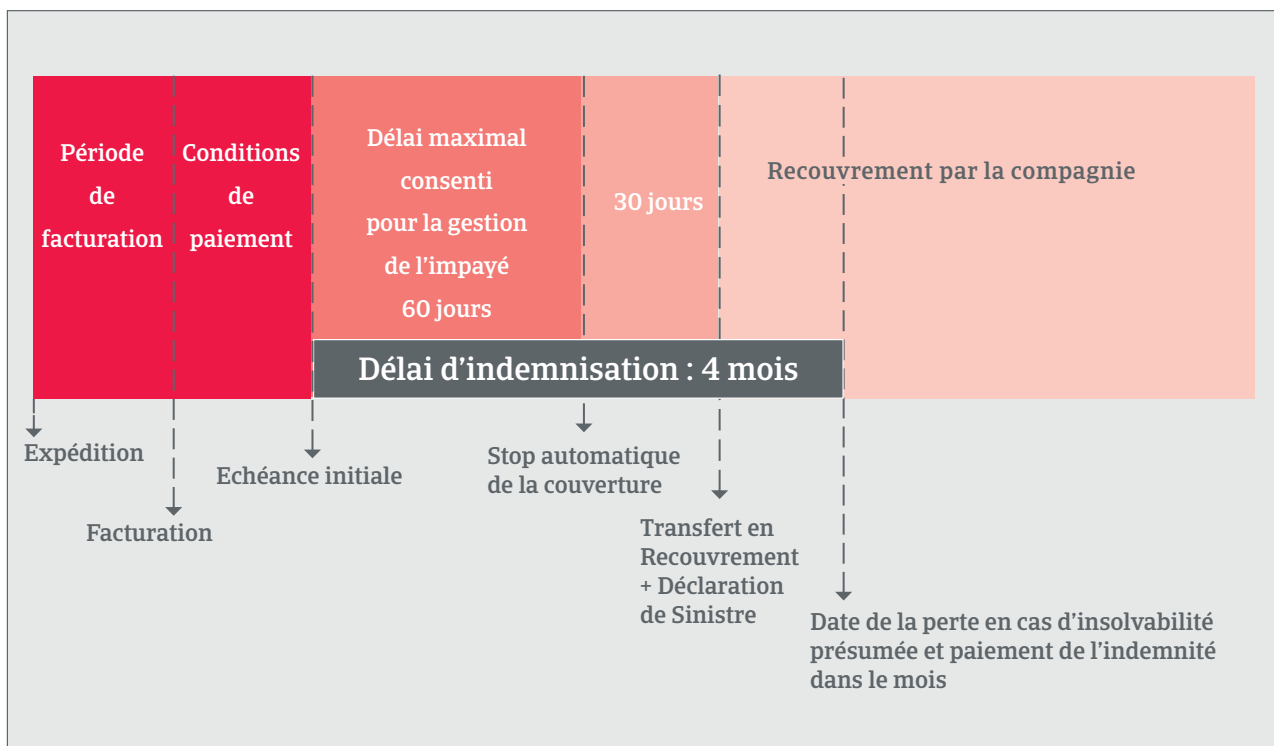 Période
de
facturation
Conditions
de
paiement
Délai maximal
consenti
pour la gestion
de l'impayé
60 jours
30 jours
Recouvrement par la compagnie
Délai d'indemnisation : 4 mois
Expédition
Facturation
Echéance initiale
Stop automatique
de la couverture
Transfert en
Recouvrement
+ Déclaration
de Sinistre
Date de la perte en cas d'insolvabilité
présumée et paiement de l'indemnité
dans le mois